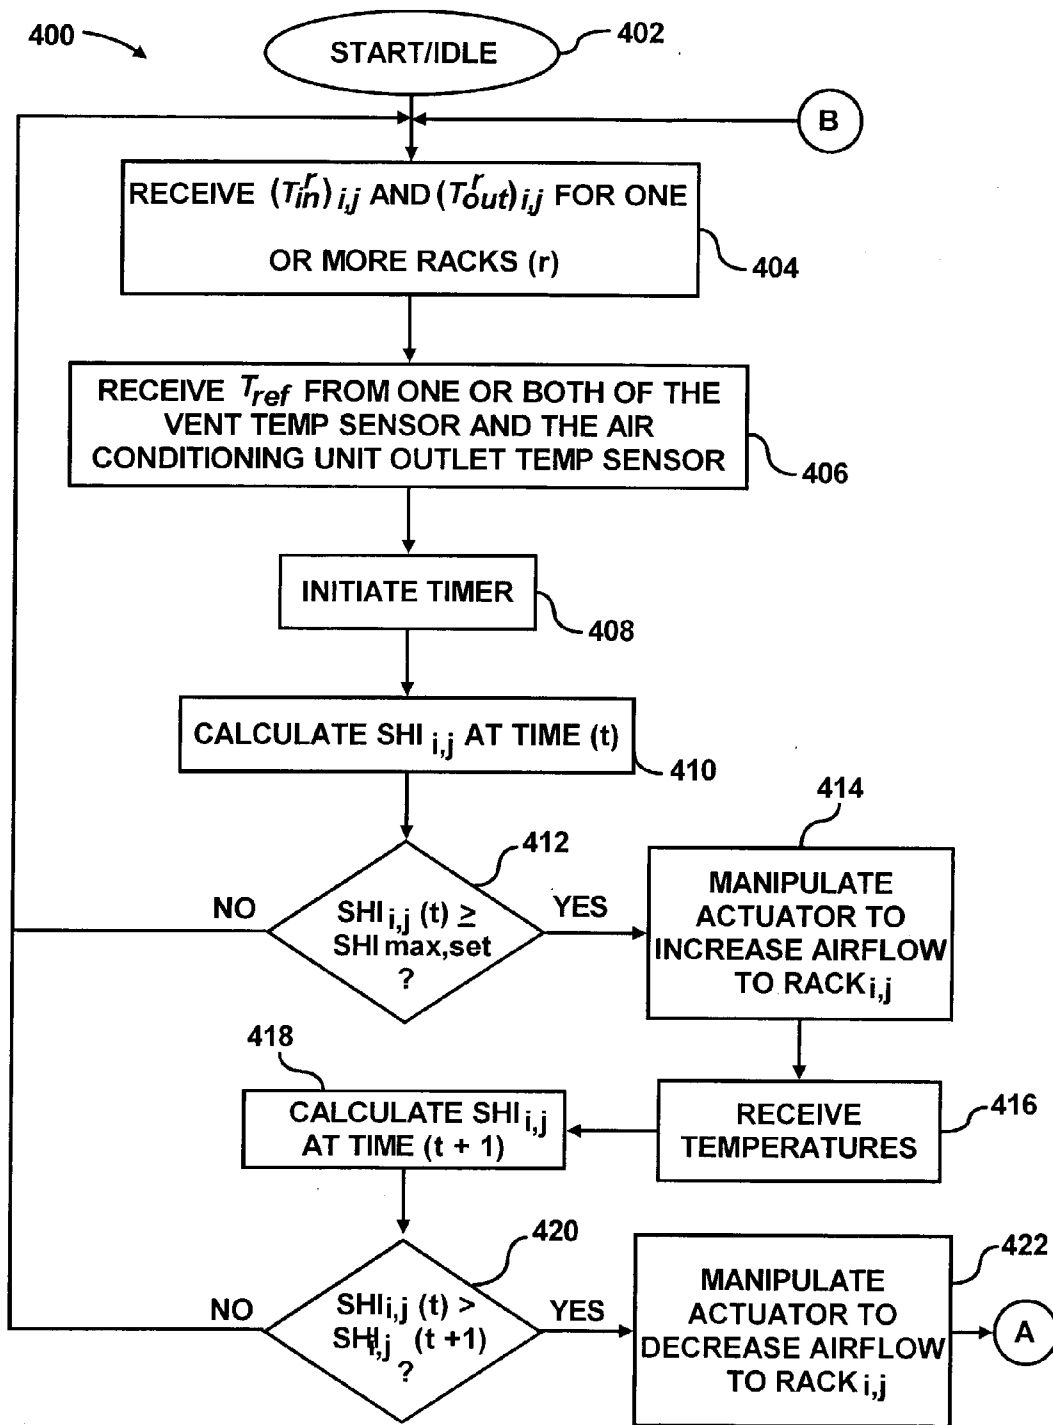 400
START/IDLE
402
B
RECEIVE (T^r_in) i,j AND (T^r_out) i,j FOR ONE
OR MORE RACKS (r)
404
RECEIVE T_ref FROM ONE OR BOTH OF THE
VENT TEMP SENSOR AND THE AIR
CONDITIONING UNIT OUTLET TEMP SENSOR
406
INITIATE TIMER
408
CALCULATE SHI i,j AT TIME (t)
410
412
NO
SHI i,j (t) ≥
SHI max,set
?
YES
414
MANIPULATE
ACTUATOR TO
INCREASE AIRFLOW
TO RACK i,j
RECEIVE
TEMPERATURES
416
418
CALCULATE SHI i,j
AT TIME (t + 1)
420
NO
SHI i,j (t) >
SHI i,j (t +1)
?
YES
422
MANIPULATE
ACTUATOR TO
DECREASE AIRFLOW
TO RACK i,j
A